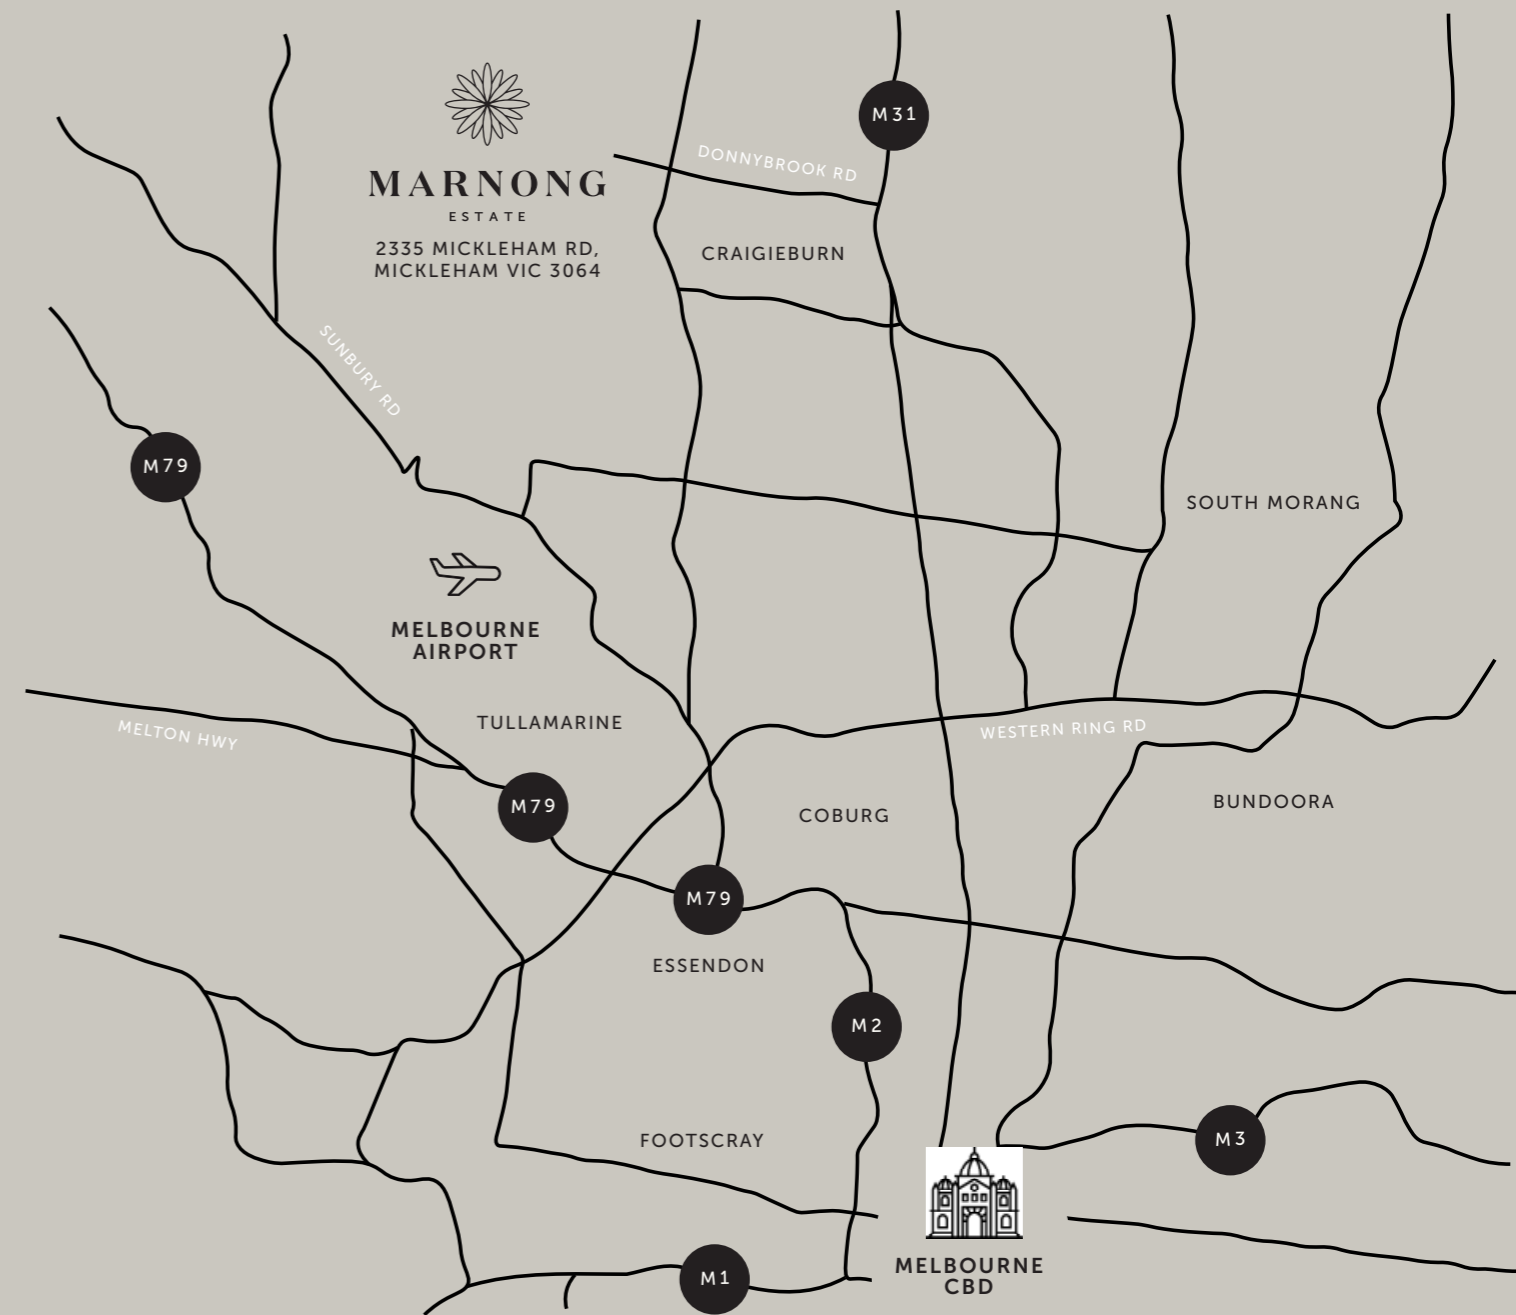 M31
DONNYBROOK RD
MARNONG
ESTATE
2335 MICKLEHAM RD,
MICKLEHAM VIC 3064
CRAIGIEBURN
SUNBURY RD
M79
SOUTH MORANG
MELBOURNE
AIRPORT
TULLAMARINE
MELTON HWY
WESTERN RING RD
M79
COBURG
BUNDOORA
M79
ESSENDON
M2
FOOTSCRAY
M3
MELBOURNE
CBD
M1